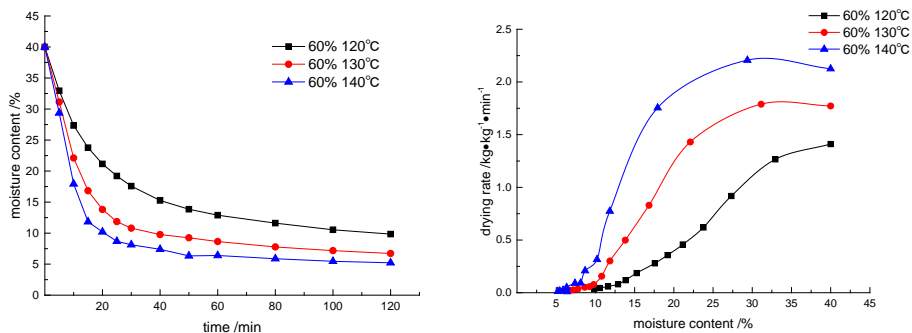 60% 120°C
60% 130°C
60% 140°C
45
40
35
30
25
20
15
10
5
0
0 20 40 60 80 100 120
moisture content /%
time /min
60% 120°C
60% 130°C
60% 140°C
2.5
2.0
1.5
1.0
0.5
0.0
0 5 10 15 20 25 30 35 40 45
drying rate /kg•kg⁻¹•min⁻¹
moisture content /%